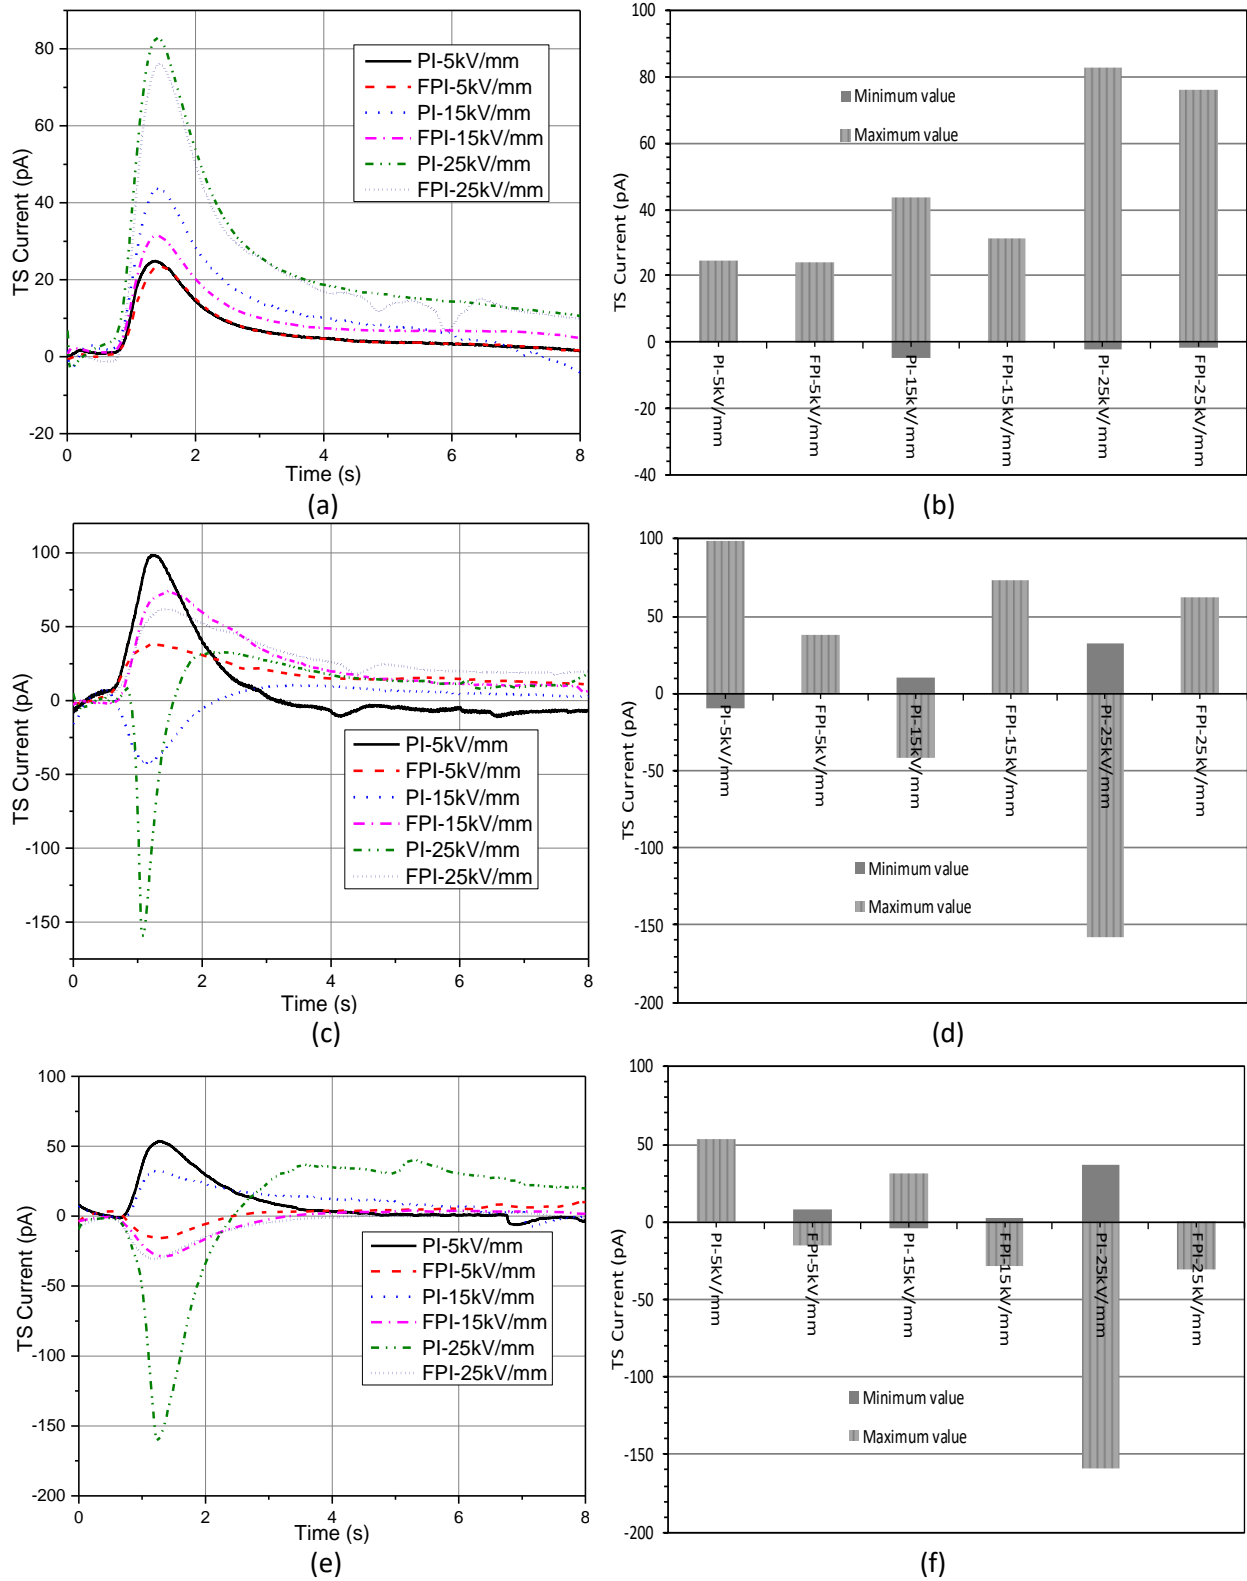 TS Current (pA)
80
60
40
20
0
-20
PI-5kV/mm
FPI-5kV/mm
PI-15kV/mm
FPI-15kV/mm
PI-25kV/mm
FPI-25kV/mm
0 2 4 6 8
Time (s)
(a)
TS Current (pA)
100
80
60
40
20
0
-20
-40
Minimum value
Maximum value
PI-5kV/mm
FPI-5kV/mm
PI-15kV/mm
FPI-15kV/mm
PI-25kV/mm
FPI-25kV/mm
(b)
TS Current (pA)
100
50
0
-50
-100
-150
PI-5kV/mm
FPI-5kV/mm
PI-15kV/mm
FPI-15kV/mm
PI-25kV/mm
FPI-25kV/mm
0 2 4 6 8
Time (s)
(c)
TS Current (pA)
100
50
0
-50
-100
-150
-200
PI-5kV/mm
FPI-5kV/mm
PI-15kV/mm
FPI-15kV/mm
PI-25kV/mm
FPI-25kV/mm
Minimum value
Maximum value
(d)
TS Current (pA)
100
50
0
-50
-100
-150
-200
PI-5kV/mm
FPI-5kV/mm
PI-15kV/mm
FPI-15kV/mm
PI-25kV/mm
FPI-25kV/mm
0 2 4 6 8
Time (s)
(e)
TS Current (pA)
100
50
0
-50
-100
-150
-200
PI-5kV/mm
FPI-5kV/mm
PI-15kV/mm
FPI-15kV/mm
PI-25kV/mm
FPI-25kV/mm
Minimum value
Maximum value
(f)